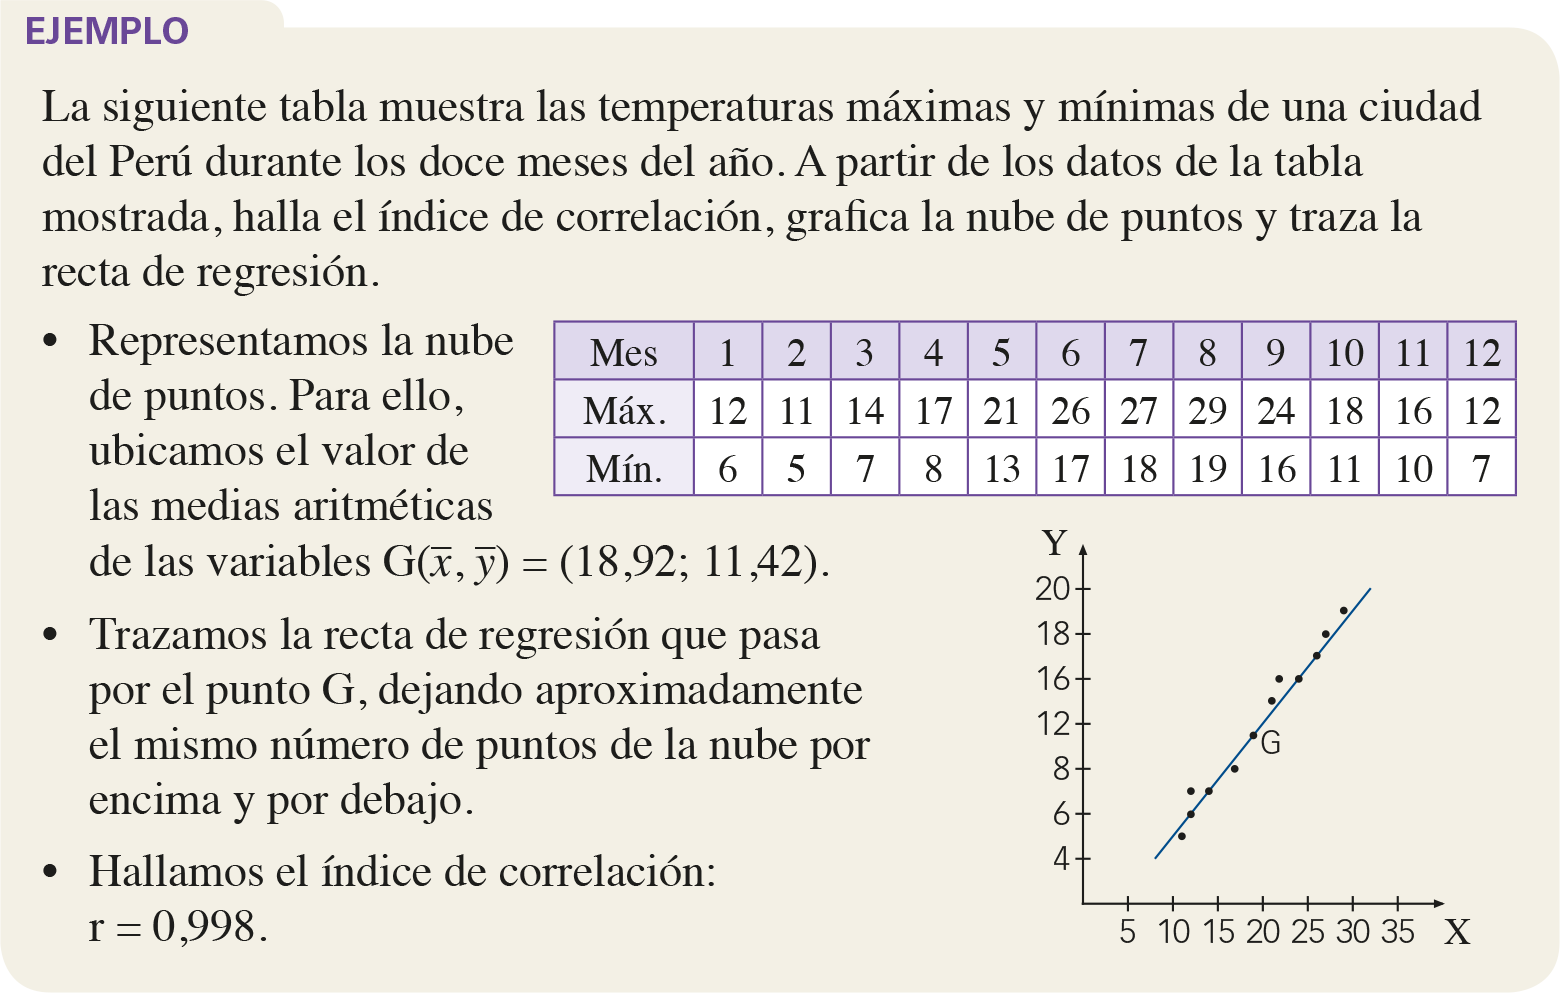 EJEMPLO
La siguiente tabla muestra las temperaturas máximas y mínimas de una ciudad
del Perú durante los doce meses del año. A partir de los datos de la tabla
mostrada, halla el índice de correlación, grafica la nube de puntos y traza la
recta de regresión.
• Representamos la nube
de puntos. Para ello,
ubicamos el valor de
las medias aritméticas
de las variables G(x̅, y̅) = (18,92; 11,42).
Mes 1 2 3 4 5 6 7 8 9 10 11 12
Máx. 12 11 14 17 21 26 27 29 24 18 16 12
Mín. 6 5 7 8 13 17 18 19 16 11 10 7
• Trazamos la recta de regresión que pasa
por el punto G, dejando aproximadamente
el mismo número de puntos de la nube por
encima y por debajo.
• Hallamos el índice de correlación:
r = 0,998.
Y
20
18
16
12
8
6
4
G
5 10 15 20 25 30 35 X